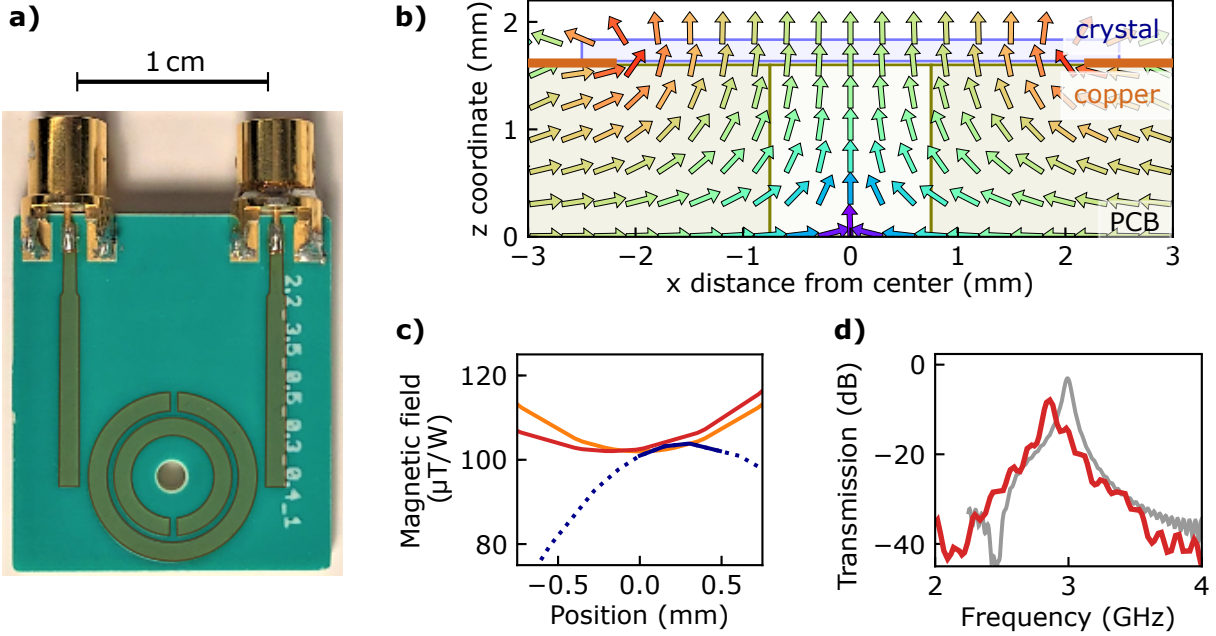 a)
1 cm
2.2_3.5_0.5_0.3_0.4_1
b)
z coordinate (mm)
2
1
0
crystal
copper
PCB
−3
−2
−1
0
1
2
3
x distance from center (mm)
c)
Magnetic field
(μT/W)
120
100
80
−0.5
0.0
0.5
Position (mm)
d)
Transmission (dB)
0
−20
−40
2
3
4
Frequency (GHz)